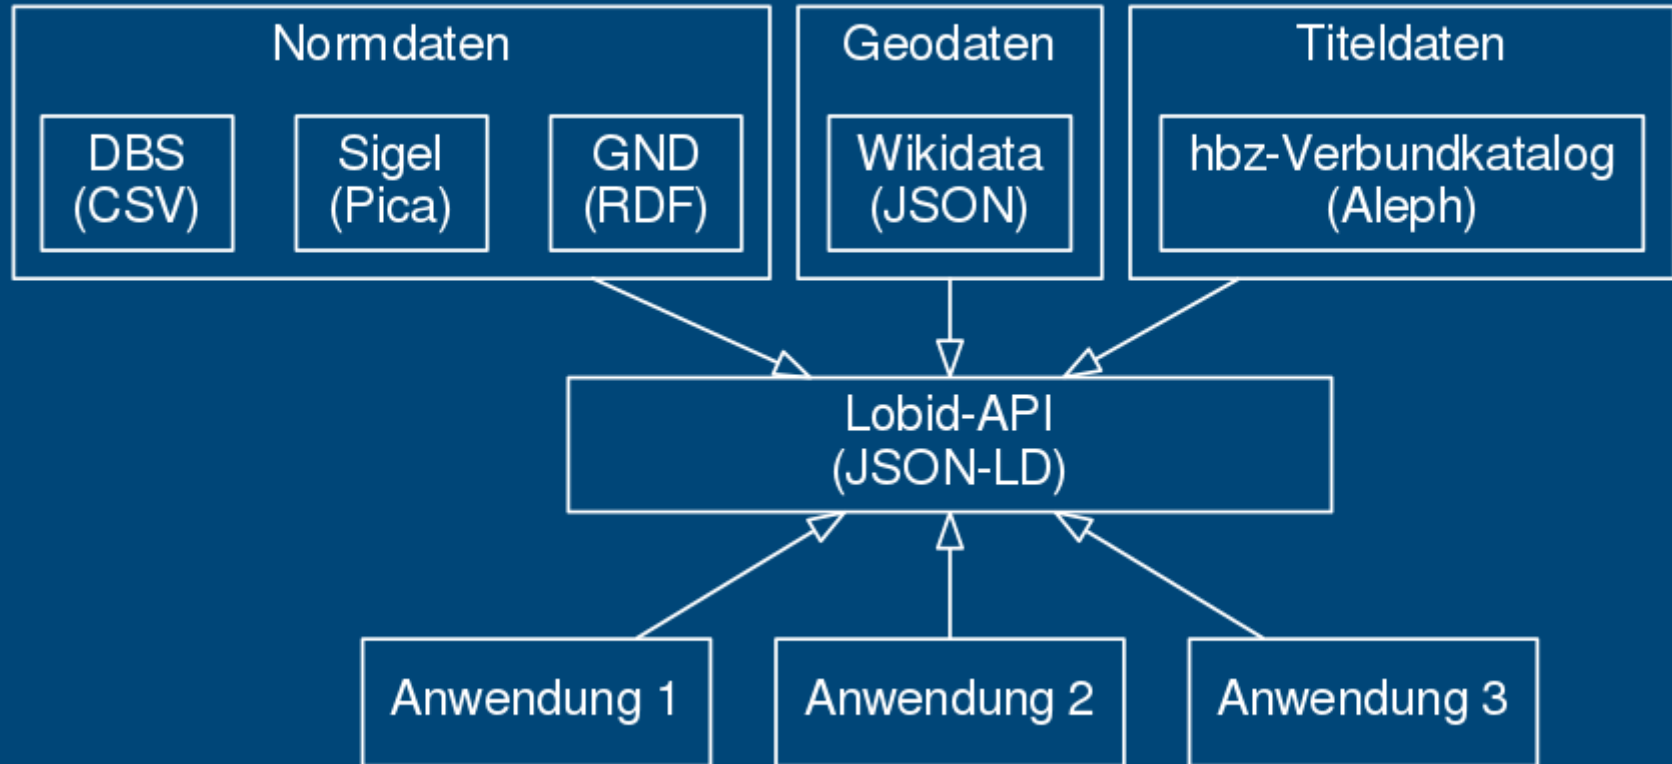 Normdaten
Geodaten
Titeldaten
DBS
(CSV)
Sigel
(Pica)
GND
(RDF)
Wikidata
(JSON)
hbz-Verbundkatalog
(Aleph)
Lobid-API
(JSON-LD)
Anwendung 1
Anwendung 2
Anwendung 3